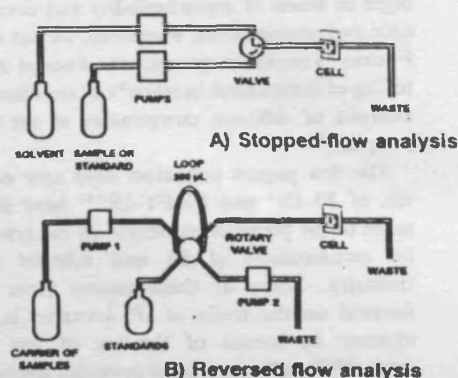 PUMPS
VALVE
CELL
WASTE
SOLVENT
SAMPLE OR
STANDARD
A) Stopped-flow analysis
LOOP
300 µL
PUMP 1
ROTARY
VALVE
CELL
WASTE
PUMP 2
CARRIER OF
SAMPLES
STANDARDS
WASTE
B) Reversed flow analysis